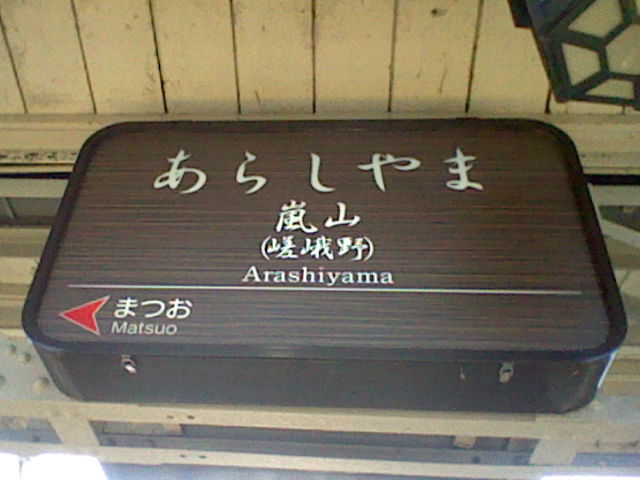 あらしやま
嵐山
(嵯峨野)
Arashiyama
まつお
Matsuo